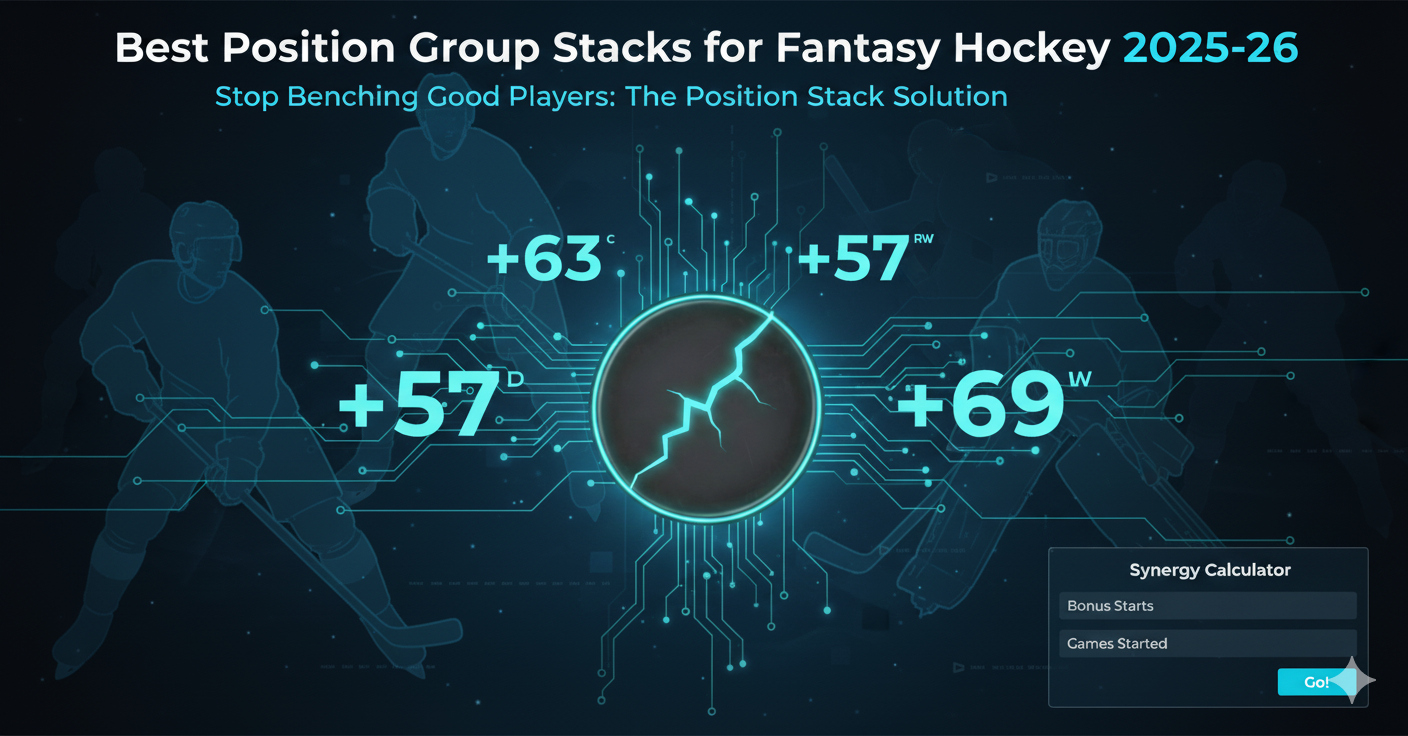 Best Position Group Stacks for Fantasy Hockey 2025-26
Stop Benching Good Players: The Position Stack Solution
+63 C
+57 RW
+57 D
+69 W
Synergy Calculator
Bonus Starts
Games Started
Go!